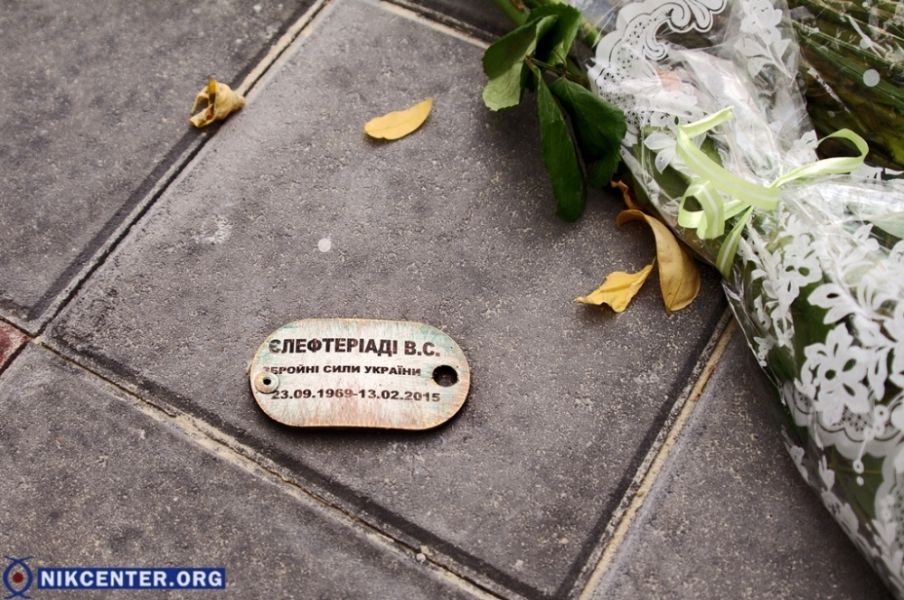 ЄЛЕФТЕРІАДІ В.С.
ЗБРОЙНІ СИЛИ УКРАЇНИ
23.09.1969-13.02.2015
NIKCENTER.ORG